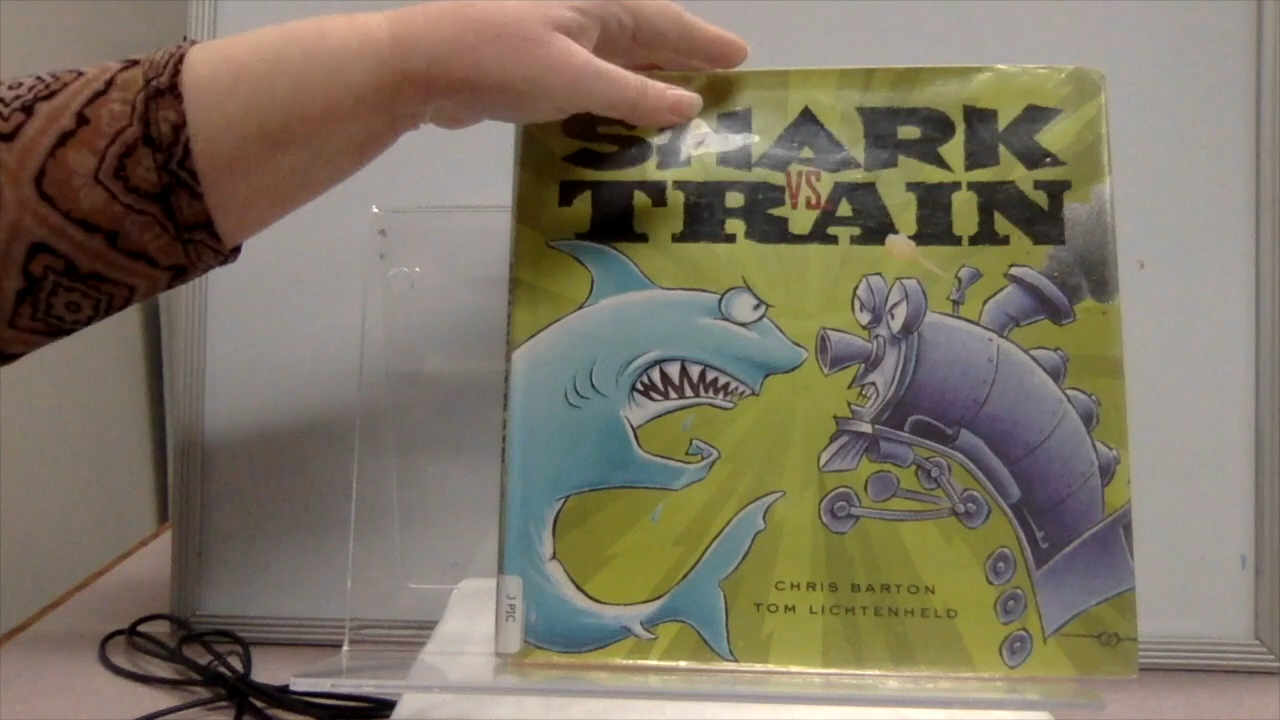 SHARK
VS.
TRAIN
CHRIS BARTON
TOM LICHTENHELD
J PIC